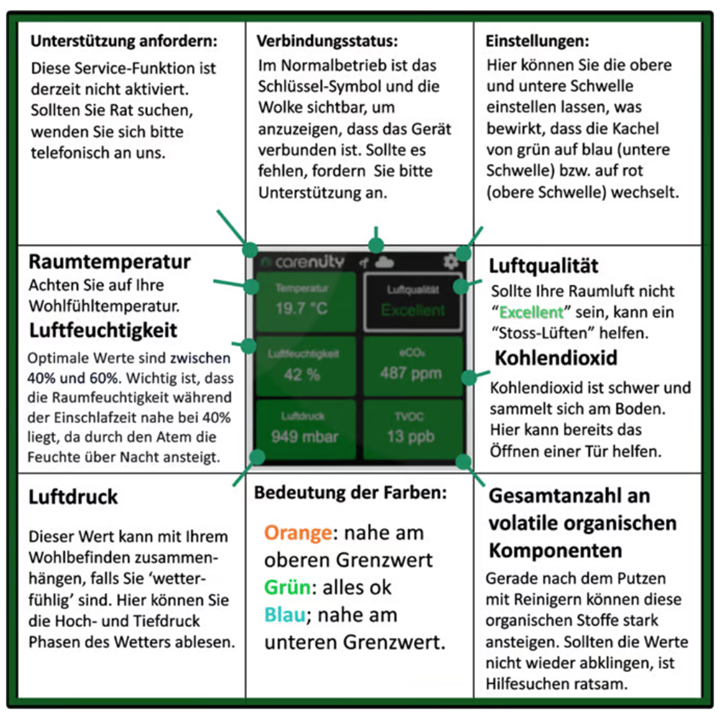 Unterstützung anfordern:
Diese Service-Funktion ist
derzeit nicht aktiviert.
Sollten Sie Rat suchen,
wenden Sie sich bitte
telefonisch an uns.
Verbindungsstatus:
Im Normalbetrieb ist das
Schlüssel-Symbol und die
Wolke sichtbar, um
anzuzeigen, dass das Gerät
verbunden ist. Sollte es
fehlen, fordern Sie bitte
Unterstützung an.
Einstellungen:
Hier können Sie die obere
und untere Schwelle
einstellen lassen, was
bewirkt, dass die Kachel
von grün auf blau (untere
Schwelle) bzw. auf rot
(obere Schwelle) wechselt.
Raumtemperatur
Achten Sie auf Ihre
Wohlfühltemperatur.
Luftfeuchtigkeit
Optimale Werte sind zwischen
40% und 60%. Wichtig ist, dass
die Raumfeuchtigkeit während
der Einschlafzeit nahe bei 40%
liegt, da durch den Atem die
Feuchte über Nacht ansteigt.
carenuity
Temperatur
19.7 °C
Luftqualität
Excellent
Luftfeuchtigkeit
42 %
eCO₂
487 ppm
Luftdruck
949 mbar
TVOC
13 ppb
Luftqualität
Sollte Ihre Raumluft nicht
“Excellent” sein, kann ein
“Stoss-Lüften” helfen.
Kohlendioxid
Kohlendioxid ist schwer und
sammelt sich am Boden.
Hier kann bereits das
Öffnen einer Tür helfen.
Luftdruck
Dieser Wert kann mit Ihrem
Wohlbefinden zusammen-
hängen, falls Sie ‘wetter-
fühlig’ sind. Hier können Sie
die Hoch- und Tiefdruck
Phasen des Wetters ablesen.
Bedeutung der Farben:
Orange: nahe am
oberen Grenzwert
Grün: alles ok
Blau; nahe am
unteren Grenzwert.
Gesamtanzahl an
volatile organischen
Komponenten
Gerade nach dem Putzen
mit Reinigern können diese
organischen Stoffe stark
ansteigen. Sollten die Werte
nicht wieder abklingen, ist
Hilfesuchen ratsam.